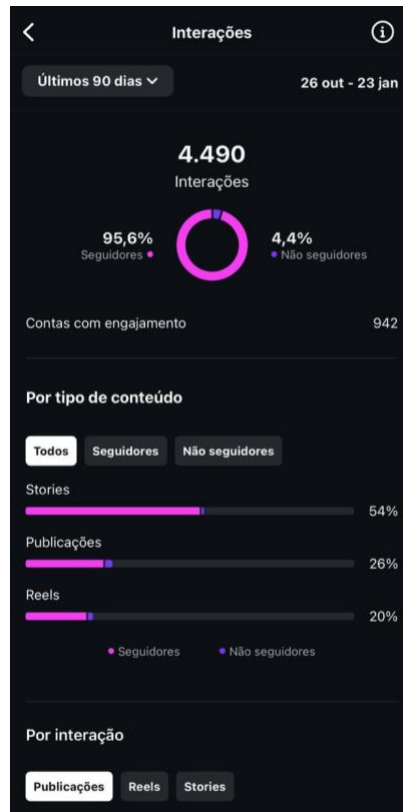 Interações
Últimos 90 dias
26 out - 23 jan
4.490
Interações
95,6%
Seguidores
4,4%
Não seguidores
Contas com engajamento 942
Por tipo de conteúdo
Todos Seguidores Não seguidores
Stories
54%
Publicações
26%
Reels
20%
Seguidores Não seguidores
Por interação
Publicações Reels Stories